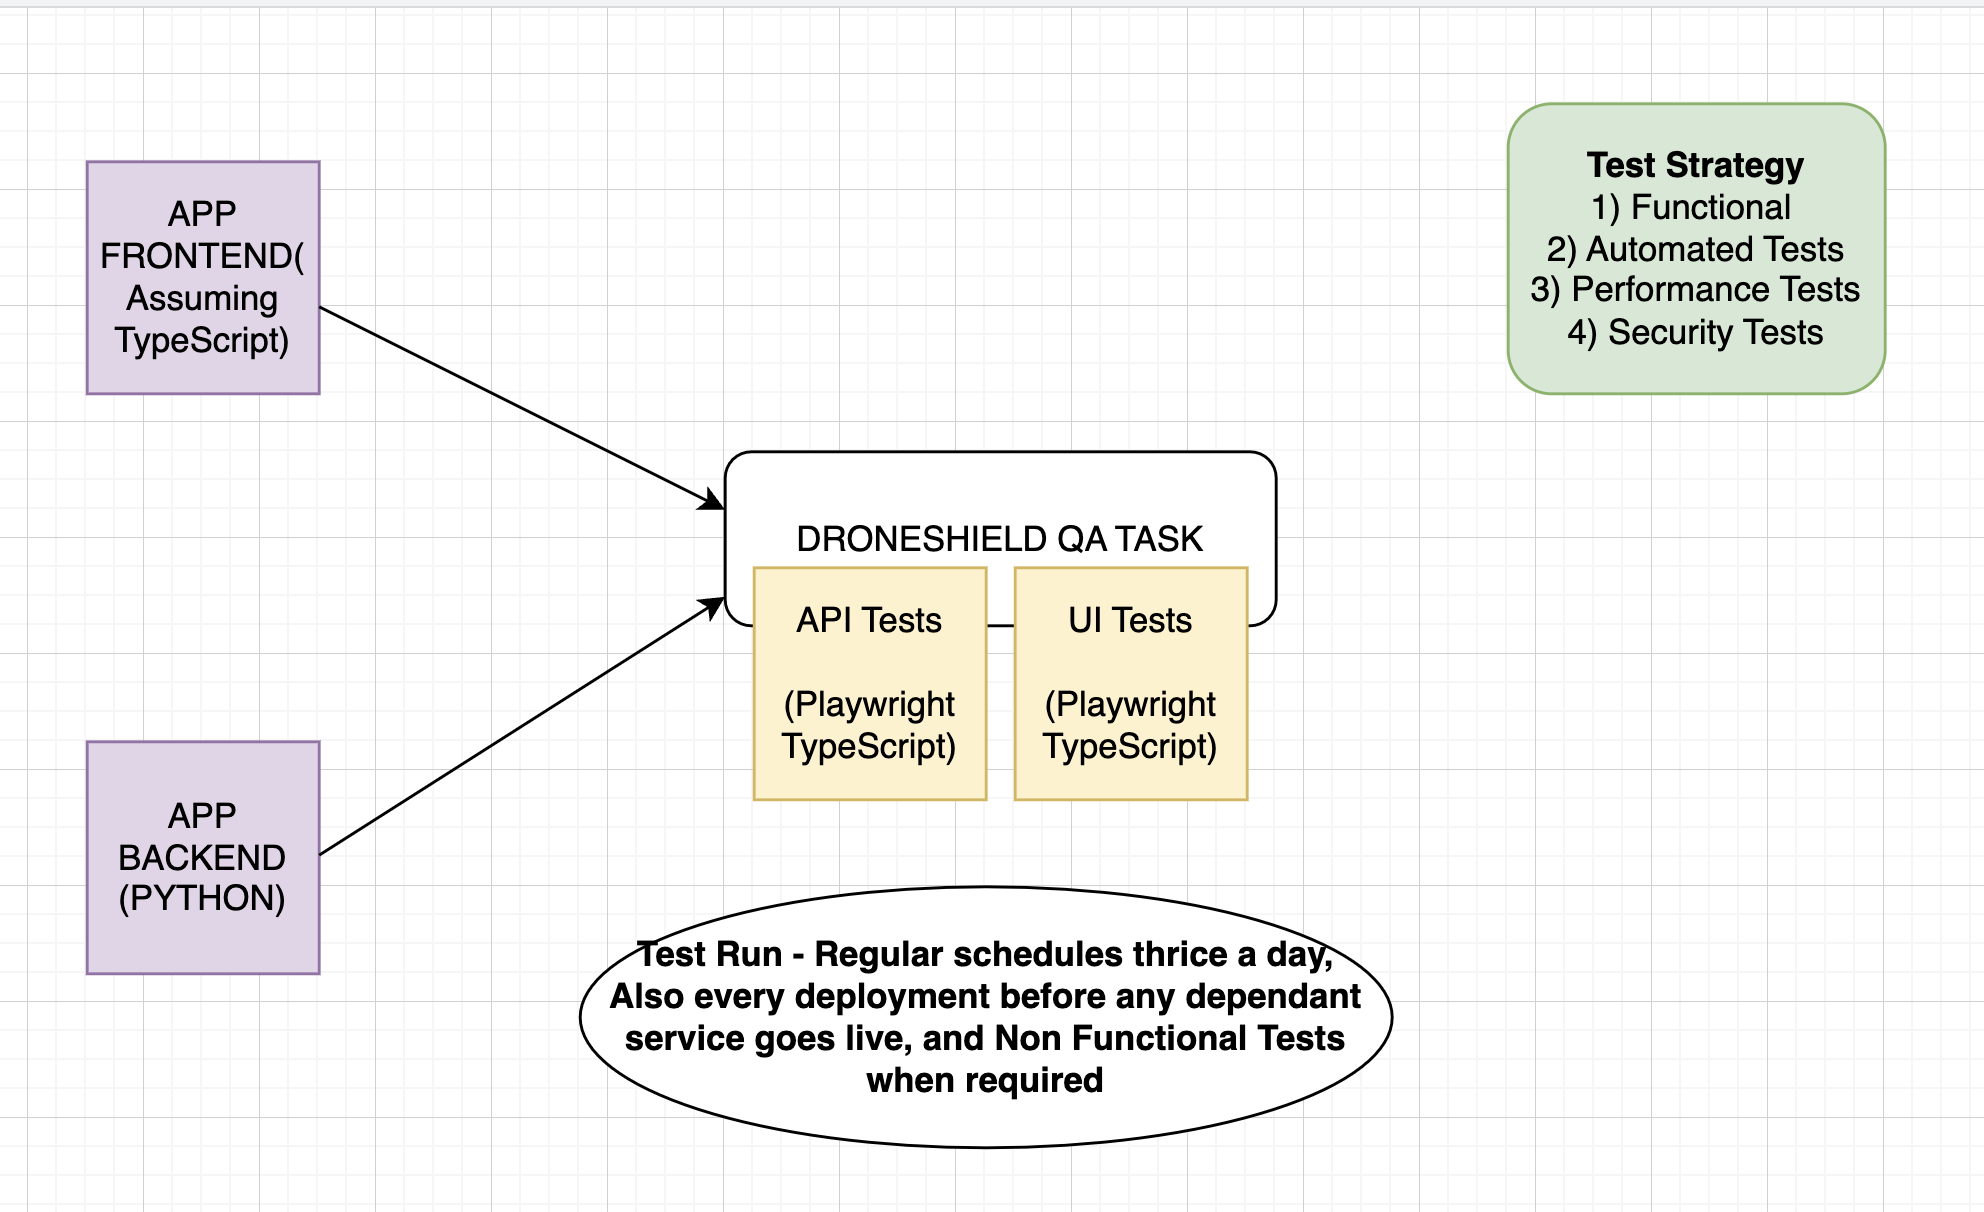 APP
FRONTEND(
Assuming
TypeScript)
Test Strategy
1) Functional
2) Automated Tests
3) Performance Tests
4) Security Tests
DRONESHIELD QA TASK
API Tests
(Playwright
TypeScript)
UI Tests
(Playwright
TypeScript)
APP
BACKEND
(PYTHON)
Test Run - Regular schedules thrice a day,
Also every deployment before any dependant
service goes live, and Non Functional Tests
when required